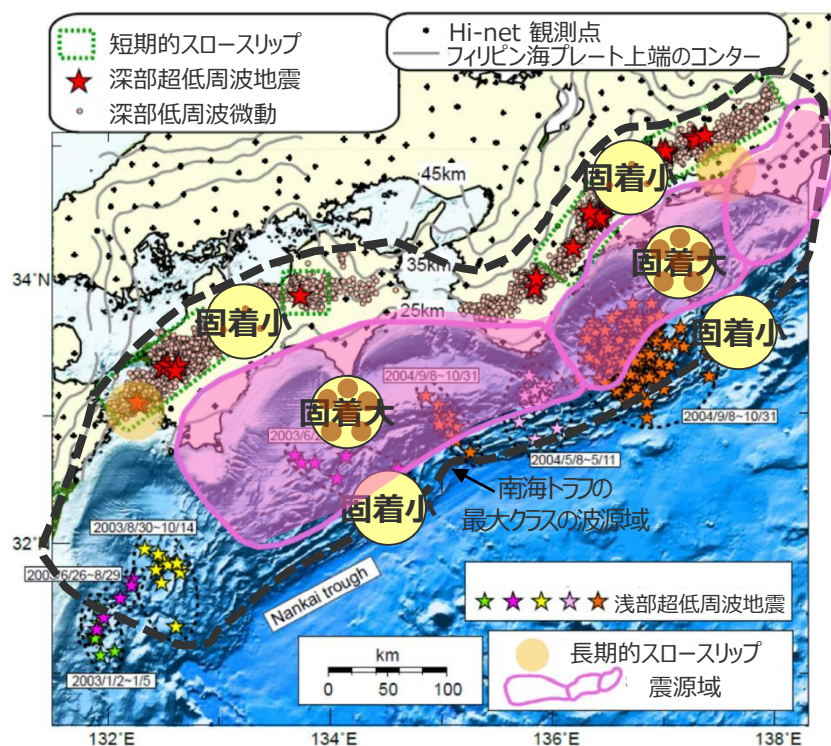 短期的スロースリップ
深部超低周波地震
深部低周波微動
Hi-net 観測点
フィリピン海プレート上端のコンター
45km
固着小
34°N
35km
固着大
25km
固着小
固着小
2004/9/8~10/31
固着大
2003/6/2
2004/9/8~10/31
2004/5/8~5/11
南海トラフの
最大クラスの波源域
固着小
32°N
2003/8/30~10/14
2003/6/26~8/29
Nankai trough
浅部超低周波地震
km
0 50 100
長期的スロースリップ
震源域
2003/1/2~1/5
132°E
134°E
136°E
138°E